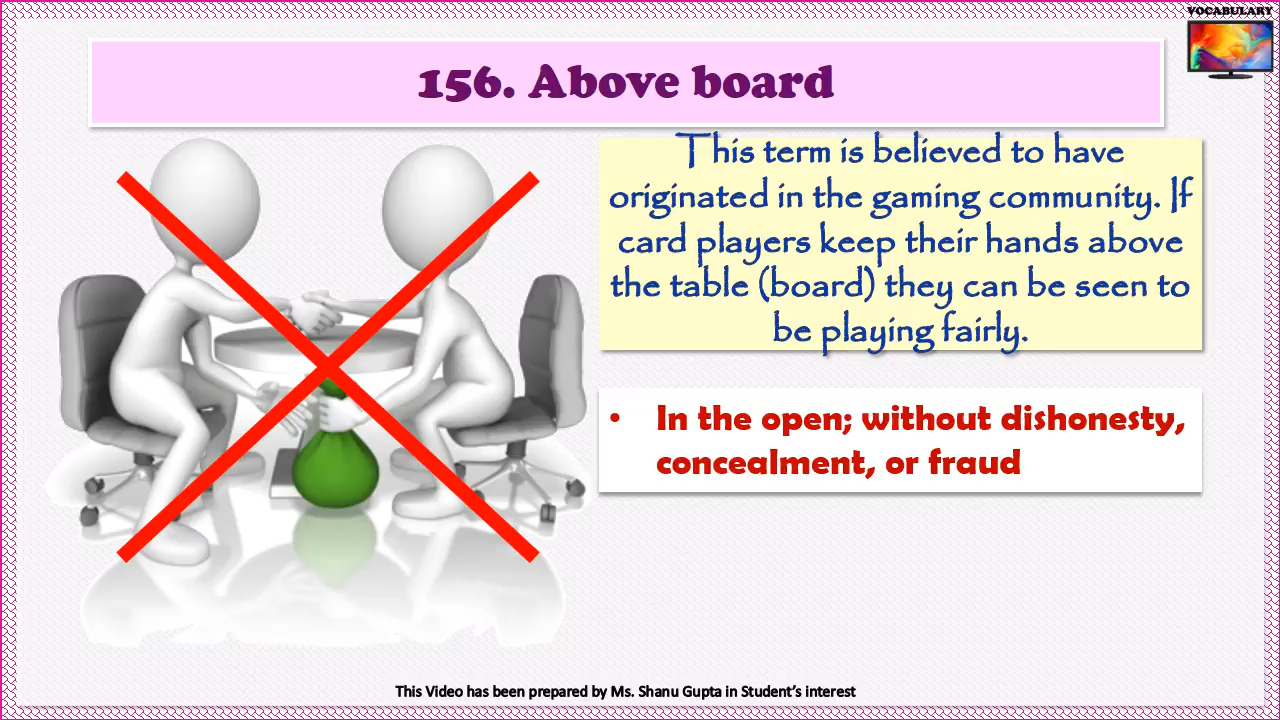 VOCABULARY
156. Above board
This term is believed to have
originated in the gaming community. If
card players keep their hands above
the table (board) they can be seen to
be playing fairly.
• In the open; without dishonesty,
concealment, or fraud
This Video has been prepared by Ms. Shanu Gupta in Student's interest